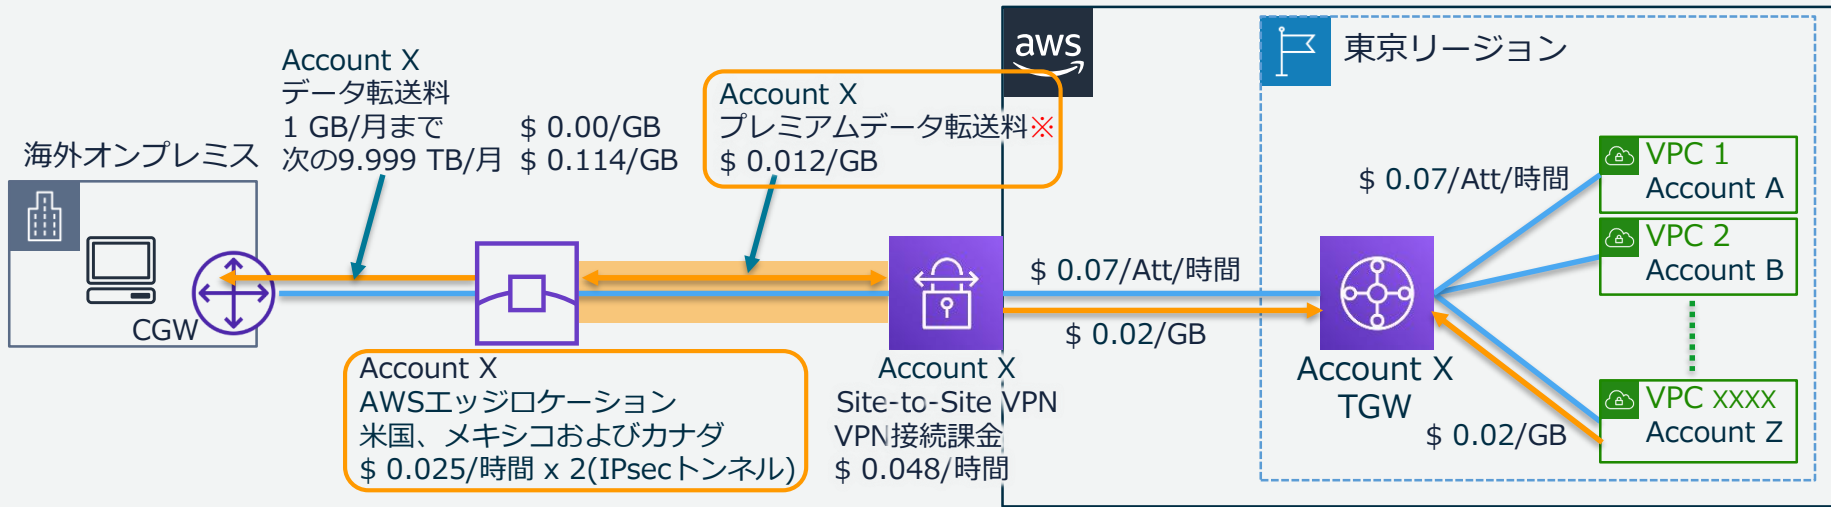 aws
東京リージョン
Account X
データ転送料
1 GB/月まで $ 0.00/GB
次の9.999 TB/月 $ 0.114/GB
Account X
プレミアムデータ転送料※
$ 0.012/GB
海外オンプレミス
CGW
Account X
AWSエッジロケーション
米国、メキシコおよびカナダ
$ 0.025/時間 x 2(IPsecトンネル)
Account X
Site-to-Site VPN
VPN接続課金
$ 0.048/時間
$ 0.07/Att/時間
$ 0.02/GB
Account X
TGW
$ 0.07/Att/時間
VPC 1
Account A
VPC 2
Account B
VPC XXXX
Account Z
$ 0.02/GB